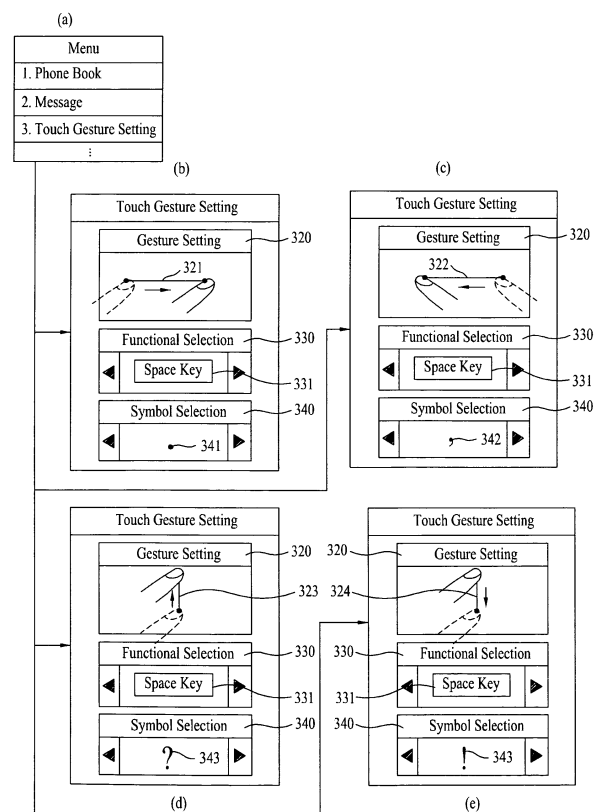 (a)
Menu
1. Phone Book
2. Message
3. Touch Gesture Setting
⋮
(b)
Touch Gesture Setting
Gesture Setting
320
321
Functional Selection
330
Space Key
331
Symbol Selection
340
.
341
(c)
Touch Gesture Setting
Gesture Setting
320
322
Functional Selection
330
Space Key
331
Symbol Selection
340
,
342
Touch Gesture Setting
Gesture Setting
320
323
Functional Selection
330
Space Key
331
Symbol Selection
340
?
343
(d)
Touch Gesture Setting
320
Gesture Setting
324
330
Functional Selection
331
Space Key
340
Symbol Selection
!
343
(e)